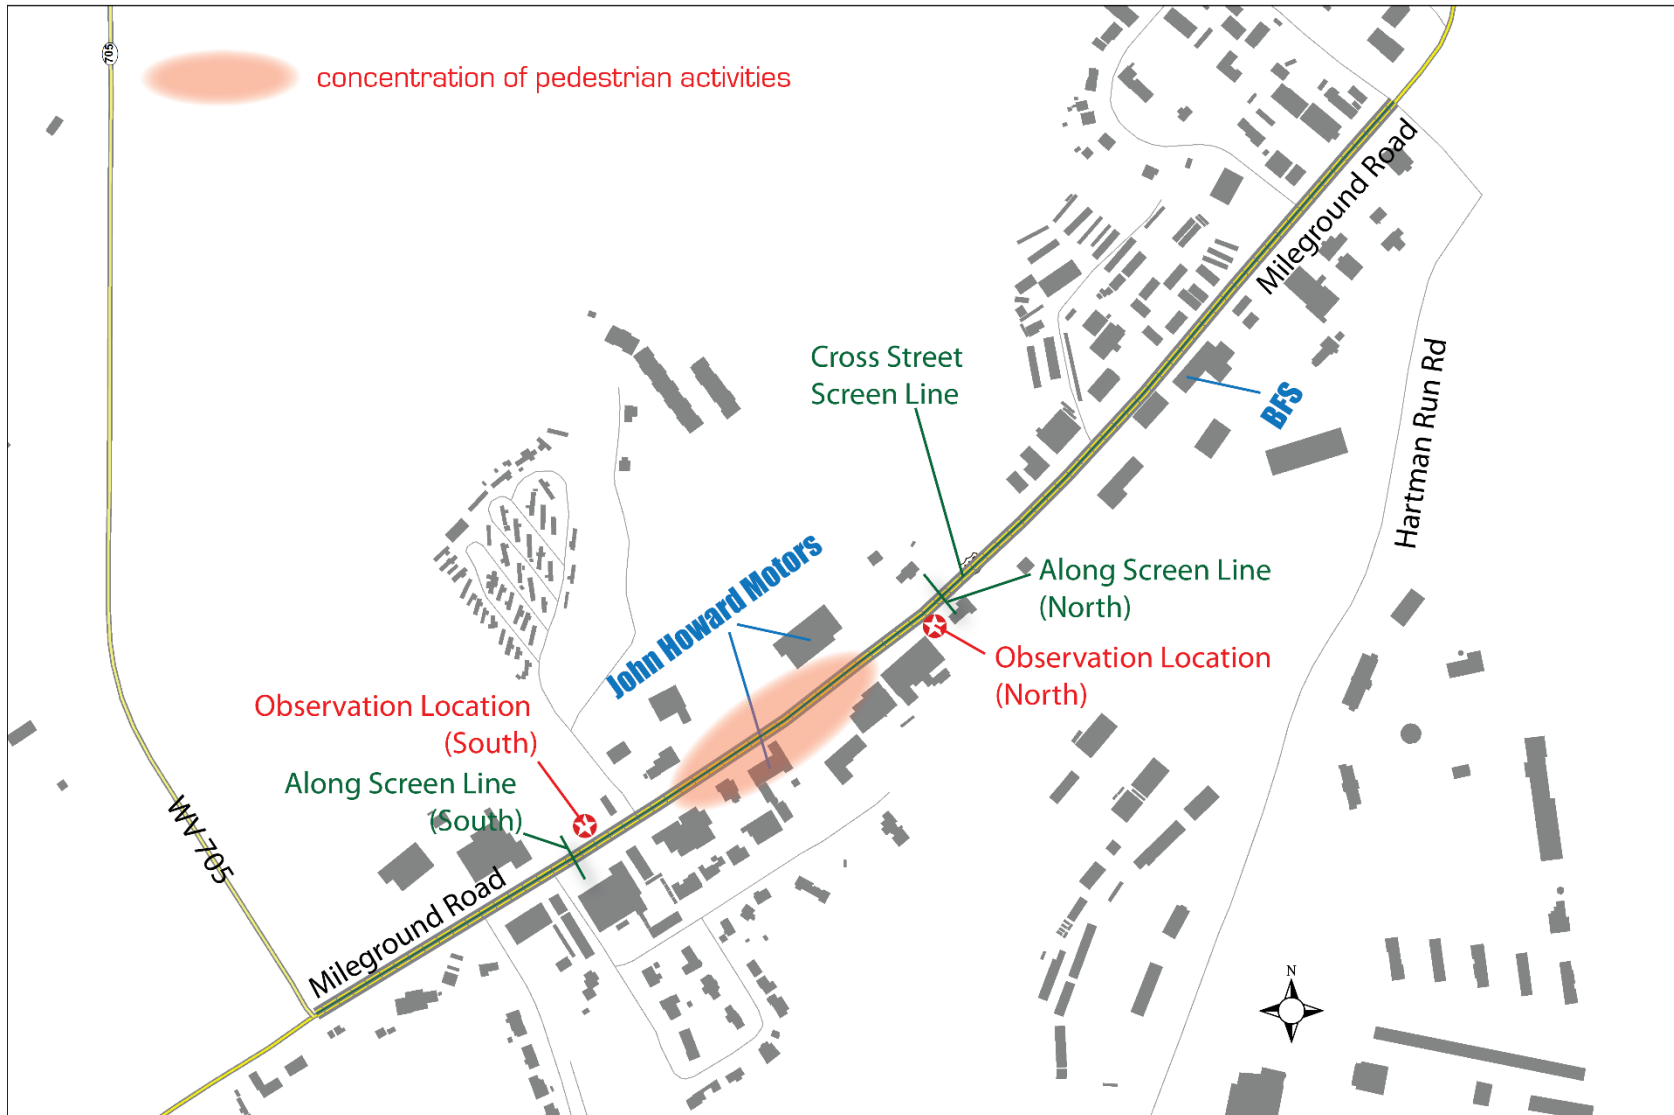 705
concentration of pedestrian activities
Mileground Road
Cross Street
Screen Line
BFS
Hartman Run Rd
John Howard Motors
Along Screen Line
(North)
Observation Location
(North)
Observation Location
(South)
Along Screen Line
(South)
WV 705
Mileground Road
N